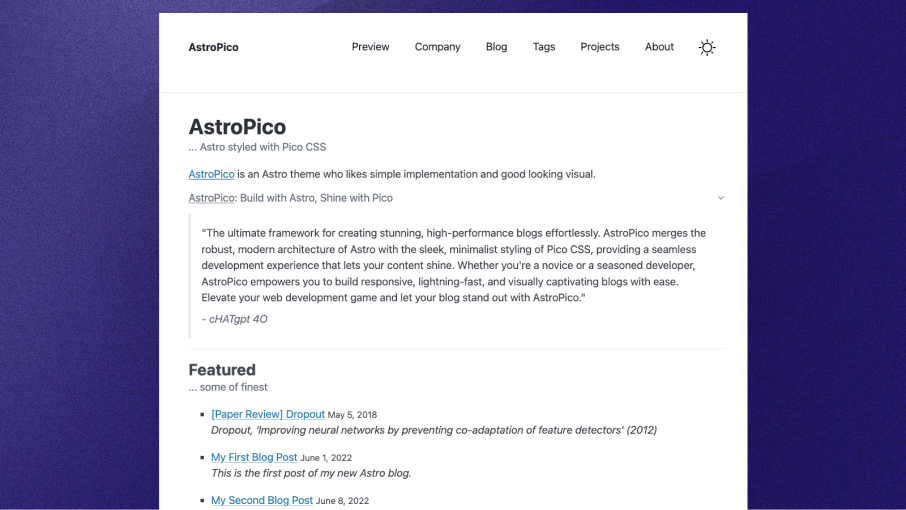 AstroPico Preview Company Blog Tags Projects About
AstroPico
... Astro styled with Pico CSS
AstroPico is an Astro theme who likes simple implementation and good looking visual.
AstroPico: Build with Astro, Shine with Pico
"The ultimate framework for creating stunning, high-performance blogs effortlessly. AstroPico merges the
robust, modern architecture of Astro with the sleek, minimalist styling of Pico CSS, providing a seamless
development experience that lets your content shine. Whether you're a novice or a seasoned developer,
AstroPico empowers you to build responsive, lightning-fast, and visually captivating blogs with ease.
Elevate your web development game and let your blog stand out with AstroPico."
- cHATgpt 4O
Featured
... some of finest
[Paper Review] Dropout May 5, 2018
Dropout, 'Improving neural networks by preventing co-adaptation of feature detectors' (2012)
My First Blog Post June 1, 2022
This is the first post of my new Astro blog.
My Second Blog Post June 8, 2022